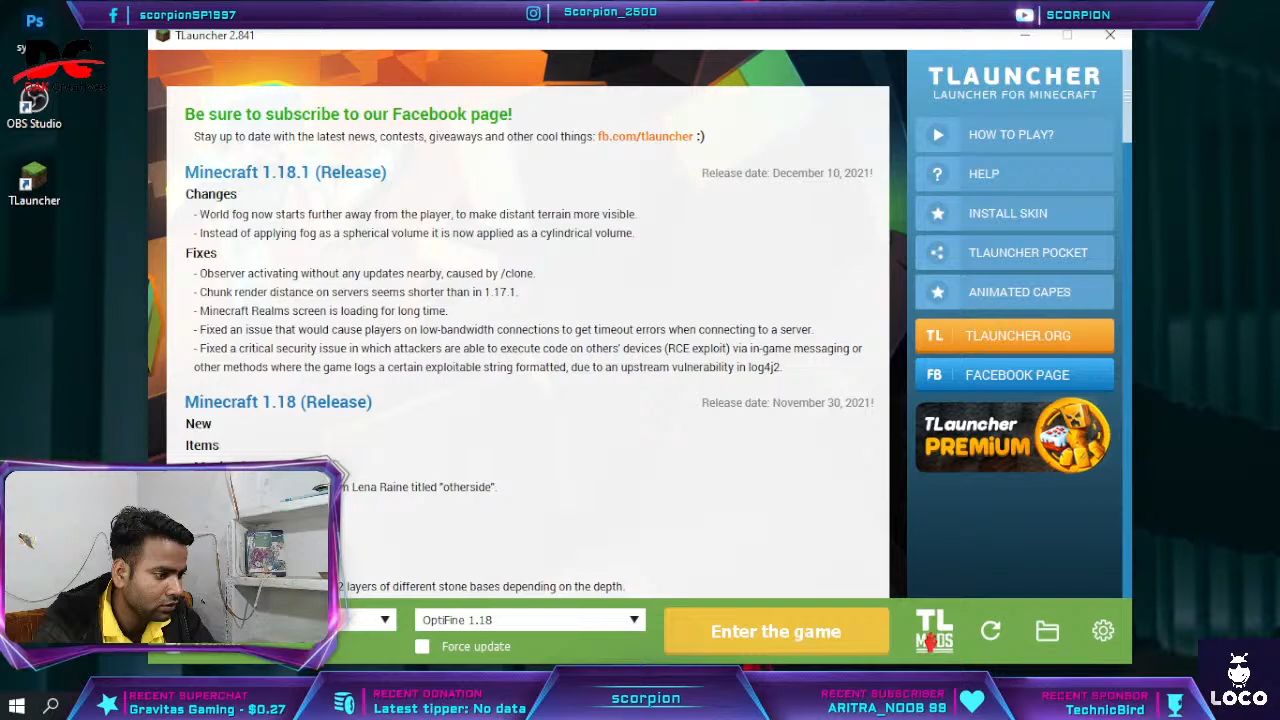 scorpionSP1997
Scorpion_2500
SCORPION
Ps
sy
DC
OBS Studio
TLauncher
TLauncher 2.841
Be sure to subscribe to our Facebook page!
Stay up to date with the latest news, contests, giveaways and other cool things: fb.com/tlauncher :)
Minecraft 1.18.1 (Release)
Release date: December 10, 2021!
Changes
- World fog now starts further away from the player, to make distant terrain more visible.
- Instead of applying fog as a spherical volume it is now applied as a cylindrical volume.
Fixes
- Observer activating without any updates nearby, caused by /clone.
- Chunk render distance on servers seems shorter than in 1.17.1.
- Minecraft Realms screen is loading for long time.
- Fixed an issue that would cause players on low-bandwidth connections to get timeout errors when connecting to a server.
- Fixed a critical security issue in which attackers are able to execute code on others' devices (RCE exploit) via in-game messaging or
other methods where the game logs a certain exploitable string formatted, due to an upstream vulnerability in log4j2.
Minecraft 1.18 (Release)
Release date: November 30, 2021!
New
Items
m Lena Raine titled "otherside".
2 layers of different stone bases depending on the depth.
TLAUNCHER
LAUNCHER FOR MINECRAFT
HOW TO PLAY?
? HELP
INSTALL SKIN
TLAUNCHER POCKET
ANIMATED CAPES
TL TLAUNCHER.ORG
FB FACEBOOK PAGE
TLauncher
PREMIUM
OptiFine 1.18
Force update
Enter the game
TL
MODS
RECENT SUPERCHAT
Gravitas Gaming - $0.27
RECENT DONATION
Latest tipper: No data
scorpion
RECENT SUBSCRIBER
ARITRA_NOOB 99
RECENT SPONSOR
TechnicBird
LOCO